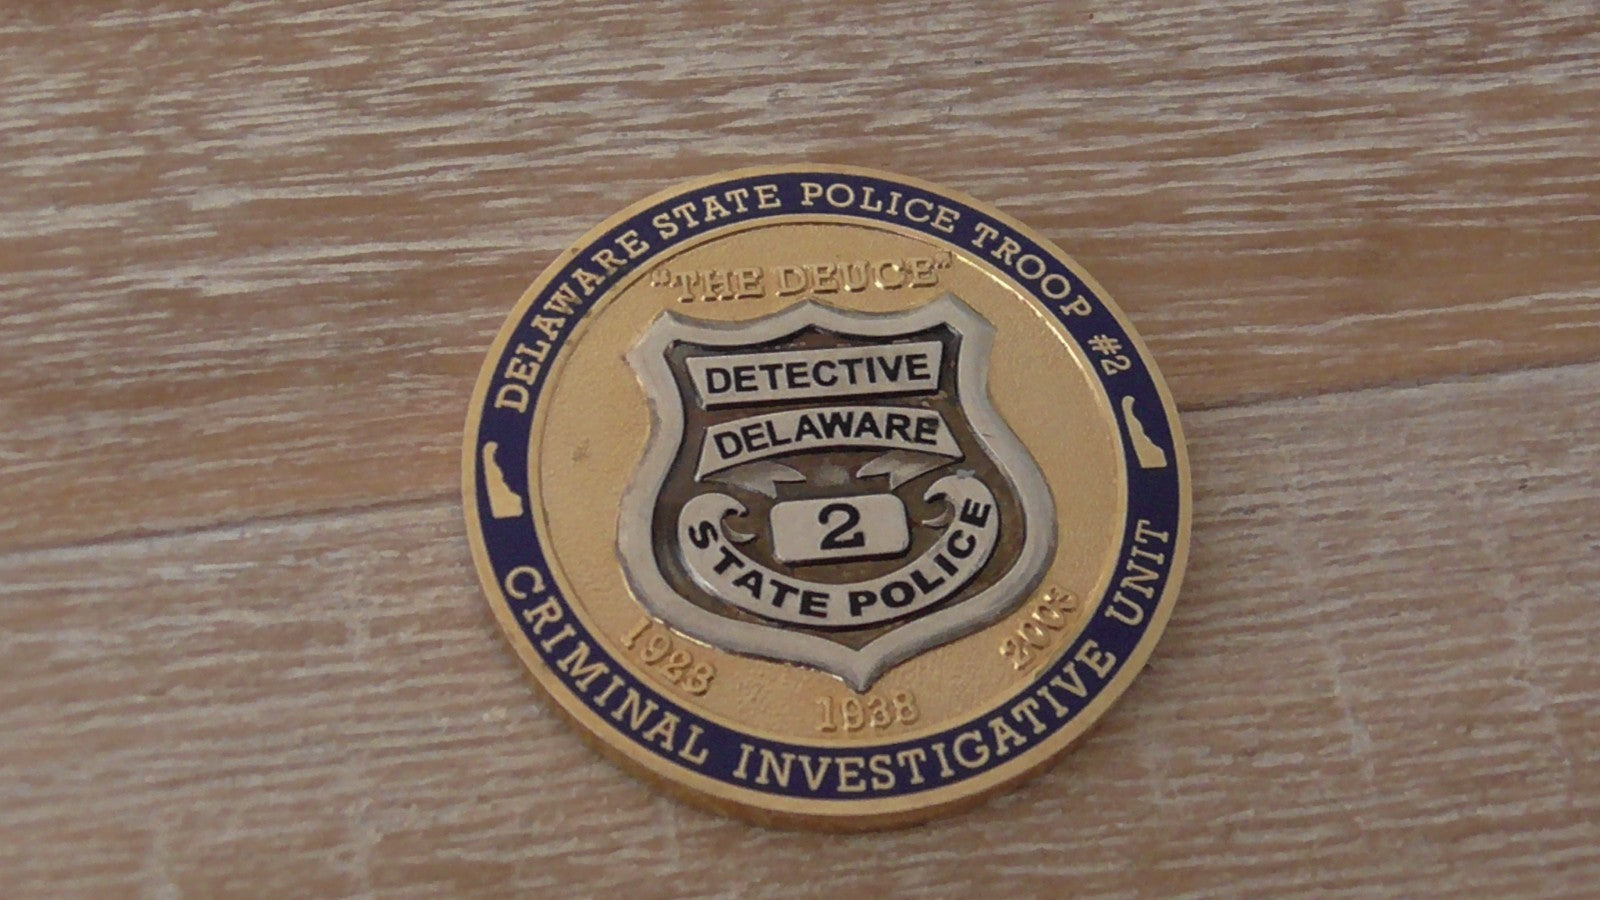 DELAWARE STATE POLICE TROOP #2
"THE DEUCE"
DETECTIVE
DELAWARE
2
STATE POLICE
1923
1938
2003
CRIMINAL INVESTIGATIVE UNIT